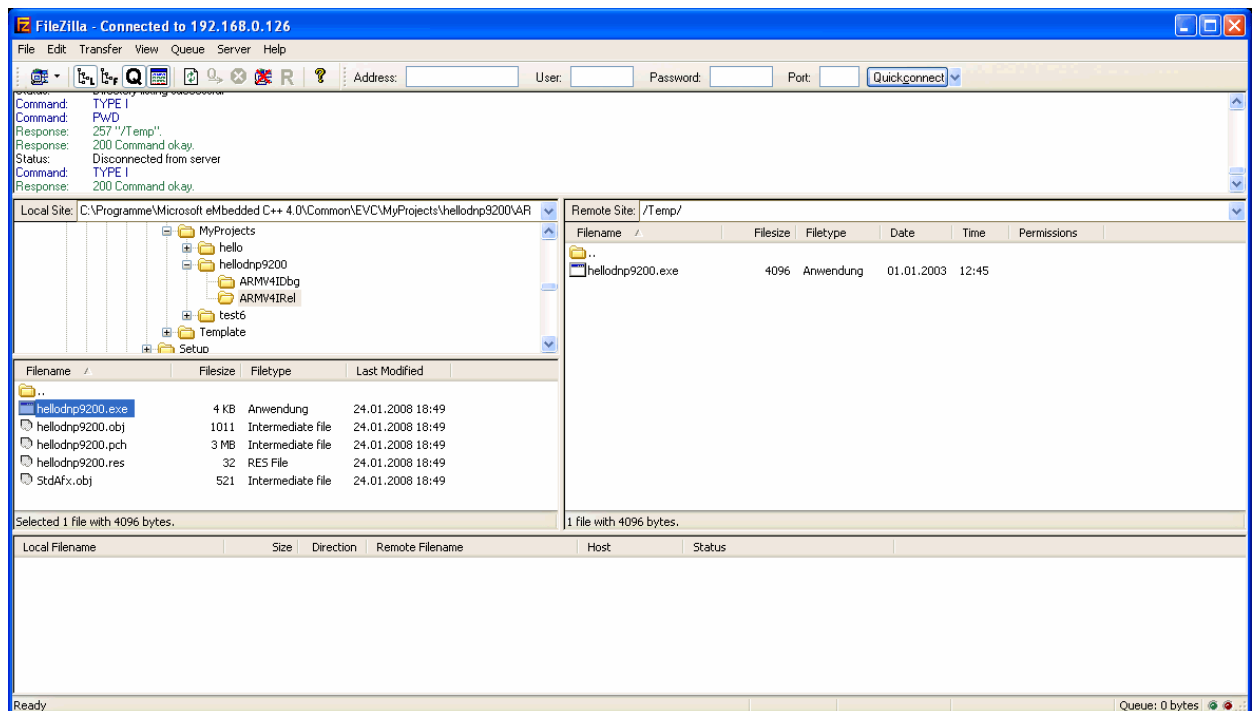 FileZilla - Connected to 192.168.0.126
File Edit Transfer View Queue Server Help
Address: User: Password: Port: Quickconnect
Status: Directory listing successful
Command: TYPE I
Command: PWD
Response: 257 "/Temp".
Response: 200 Command okay.
Status: Disconnected from server
Command: TYPE I
Response: 200 Command okay.
Local Site: C:\Programme\Microsoft eMbedded C++ 4.0\Common\EVC\MyProjects\hellodnp9200\AR
MyProjects
hello
hellodnp9200
ARMV4IDbg
ARMV4IRel
test6
Template
Setup
Filename Filesize Filetype Last Modified
..
hellodnp9200.exe 4 KB Anwendung 24.01.2008 18:49
hellodnp9200.obj 1011 Intermediate file 24.01.2008 18:49
hellodnp9200.pch 3 MB Intermediate file 24.01.2008 18:49
hellodnp9200.res 32 RES File 24.01.2008 18:49
StdAfx.obj 521 Intermediate file 24.01.2008 18:49
Selected 1 file with 4096 bytes.
Remote Site: /Temp/
Filename Filesize Filetype Date Time Permissions
..
hellodnp9200.exe 4096 Anwendung 01.01.2003 12:45
1 file with 4096 bytes.
Local Filename Size Direction Remote Filename Host Status
Ready Queue: 0 bytes